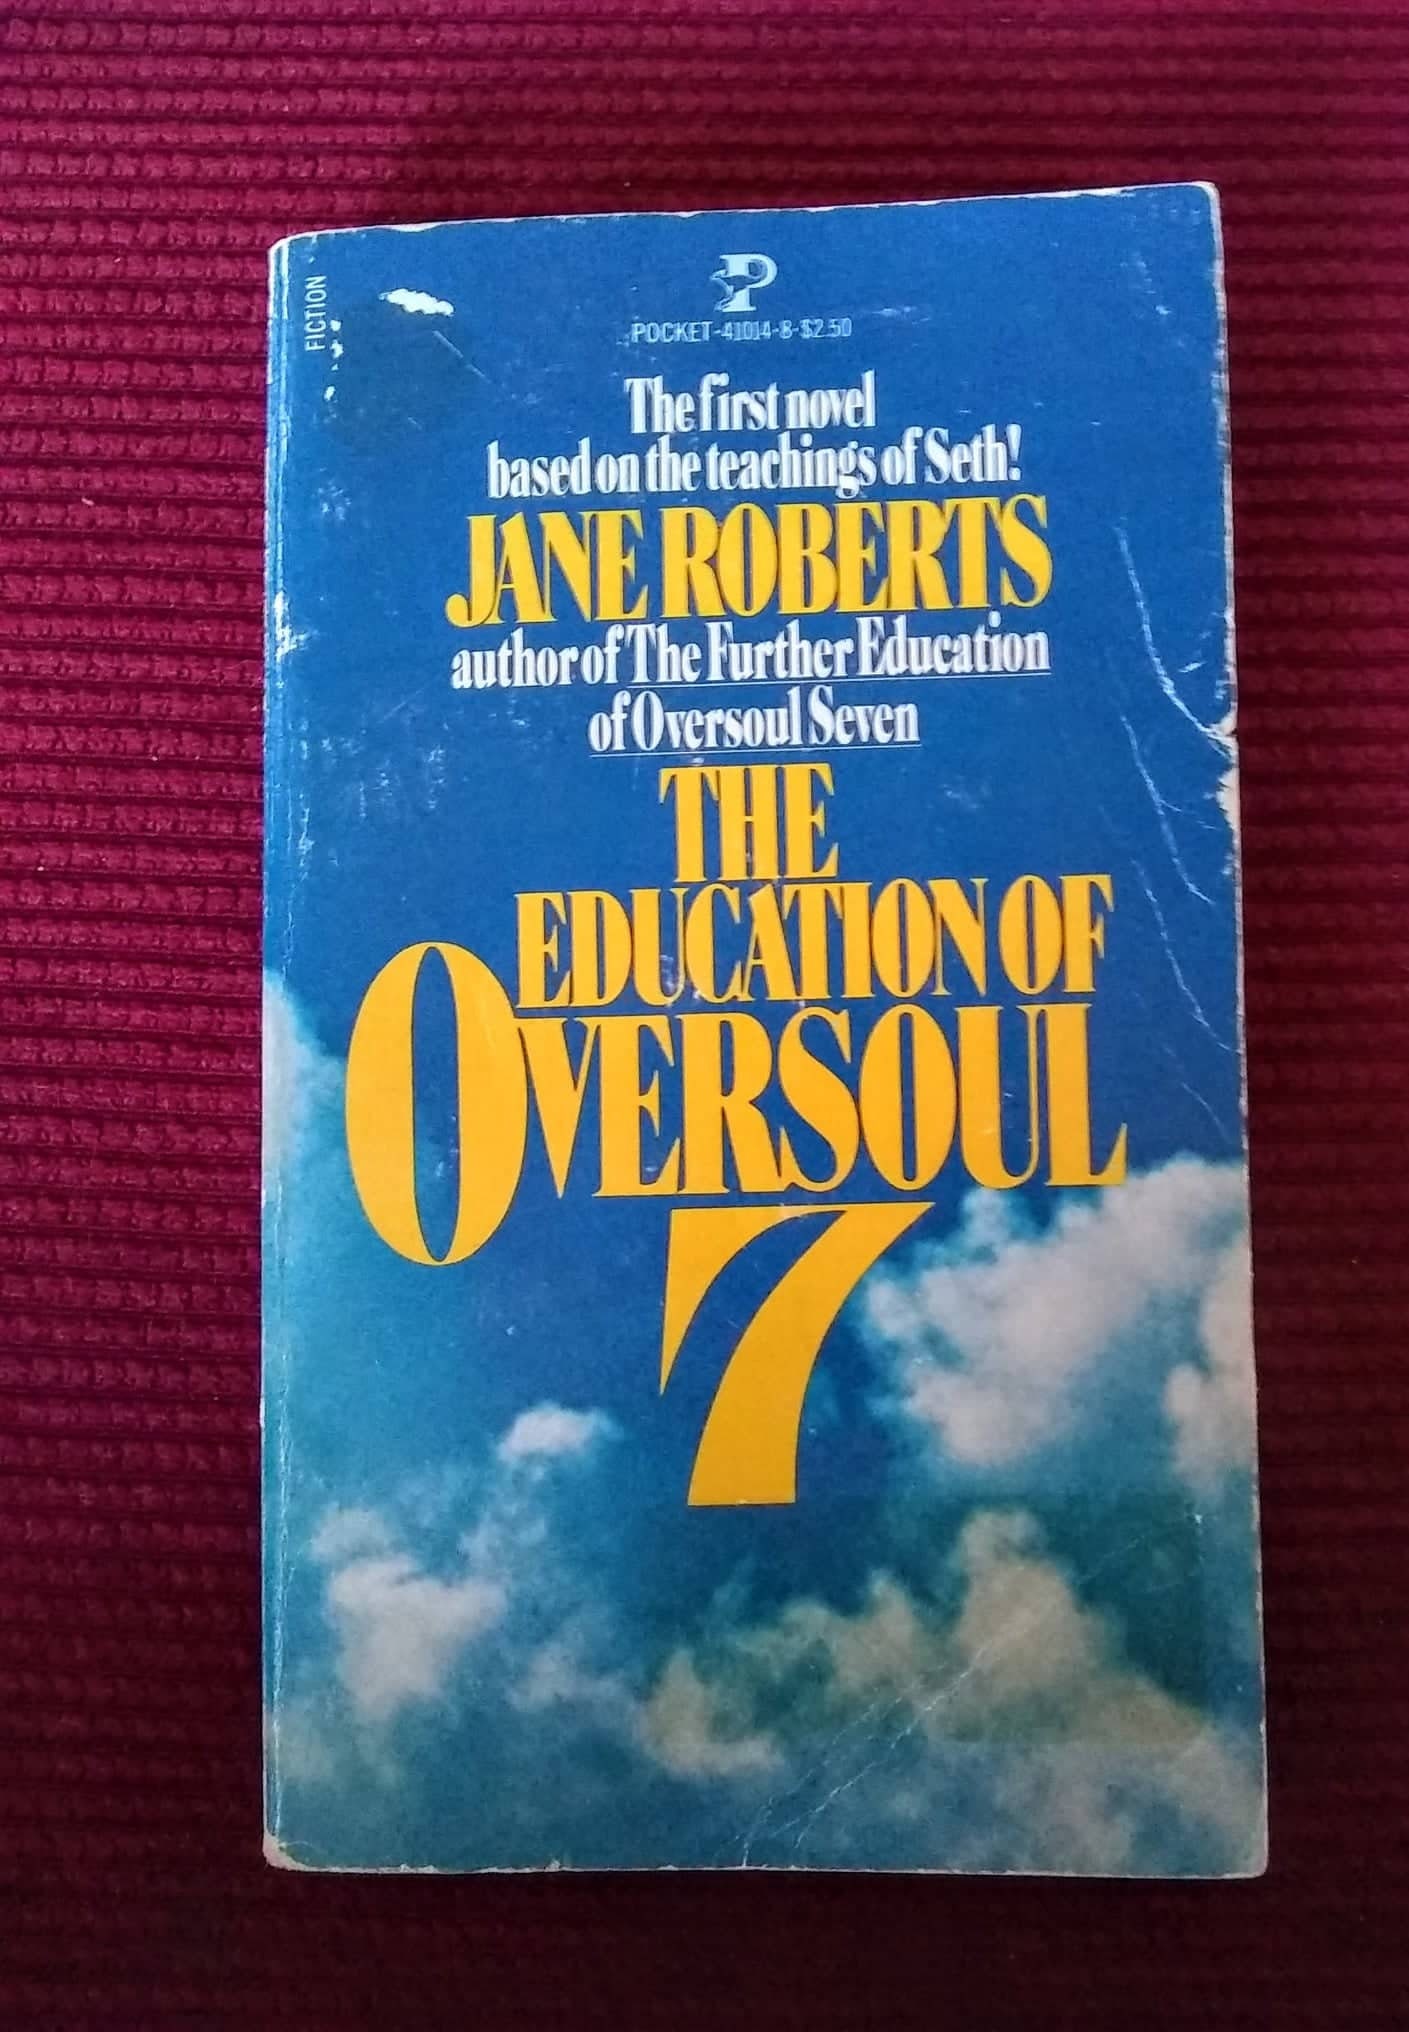 FICTION
P
POCKET-41014-8-$2.50
The first novel
based on the teachings of Seth!
JANE ROBERTS
author of The Further Education
of Oversoul Seven
THE
EDUCATION OF
OVERSOUL
7